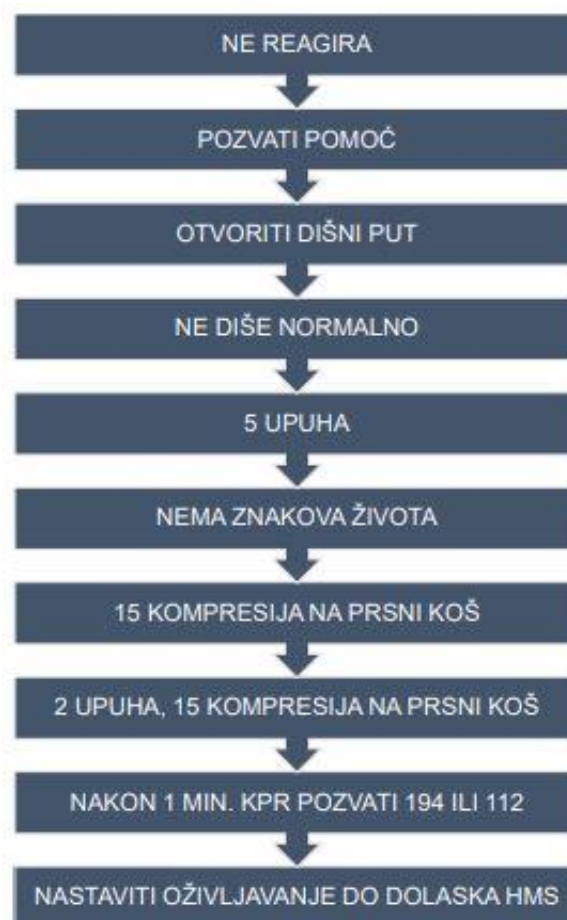 NE REAGIRA
POZVATI POMOĆ
OTVORITI DIŠNI PUT
NE DIŠE NORMALNO
5 UPUHA
NEMA ZNAKOVA ŽIVOTA
15 KOMPRESIJA NA PRSNI KOŠ
2 UPUHA, 15 KOMPRESIJA NA PRSNI KOŠ
NAKON 1 MIN. KPR POZVATI 194 ILI 112
NASTAVITI OŽIVLJAVANJE DO DOLASKA HMS